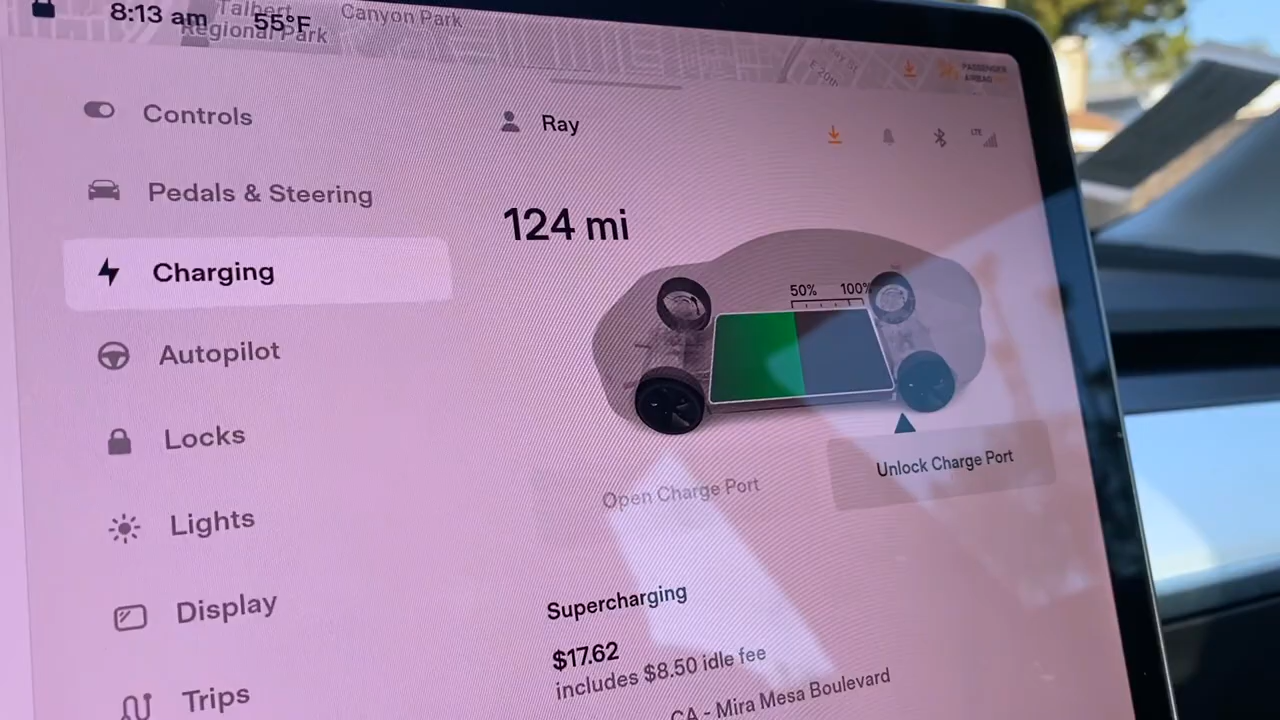 8:13 am
55°F
Talbert
Regional Park
Canyon Park
E 20th
PASSENGER
AIRBAG
Controls
Ray
LTE
Pedals & Steering
124 mi
Charging
50% 100%
Autopilot
Locks
Unlock Charge Port
Open Charge Port
Lights
Supercharging
Display
$17.62
includes $8.50 idle fee
CA - Mira Mesa Boulevard
Trips